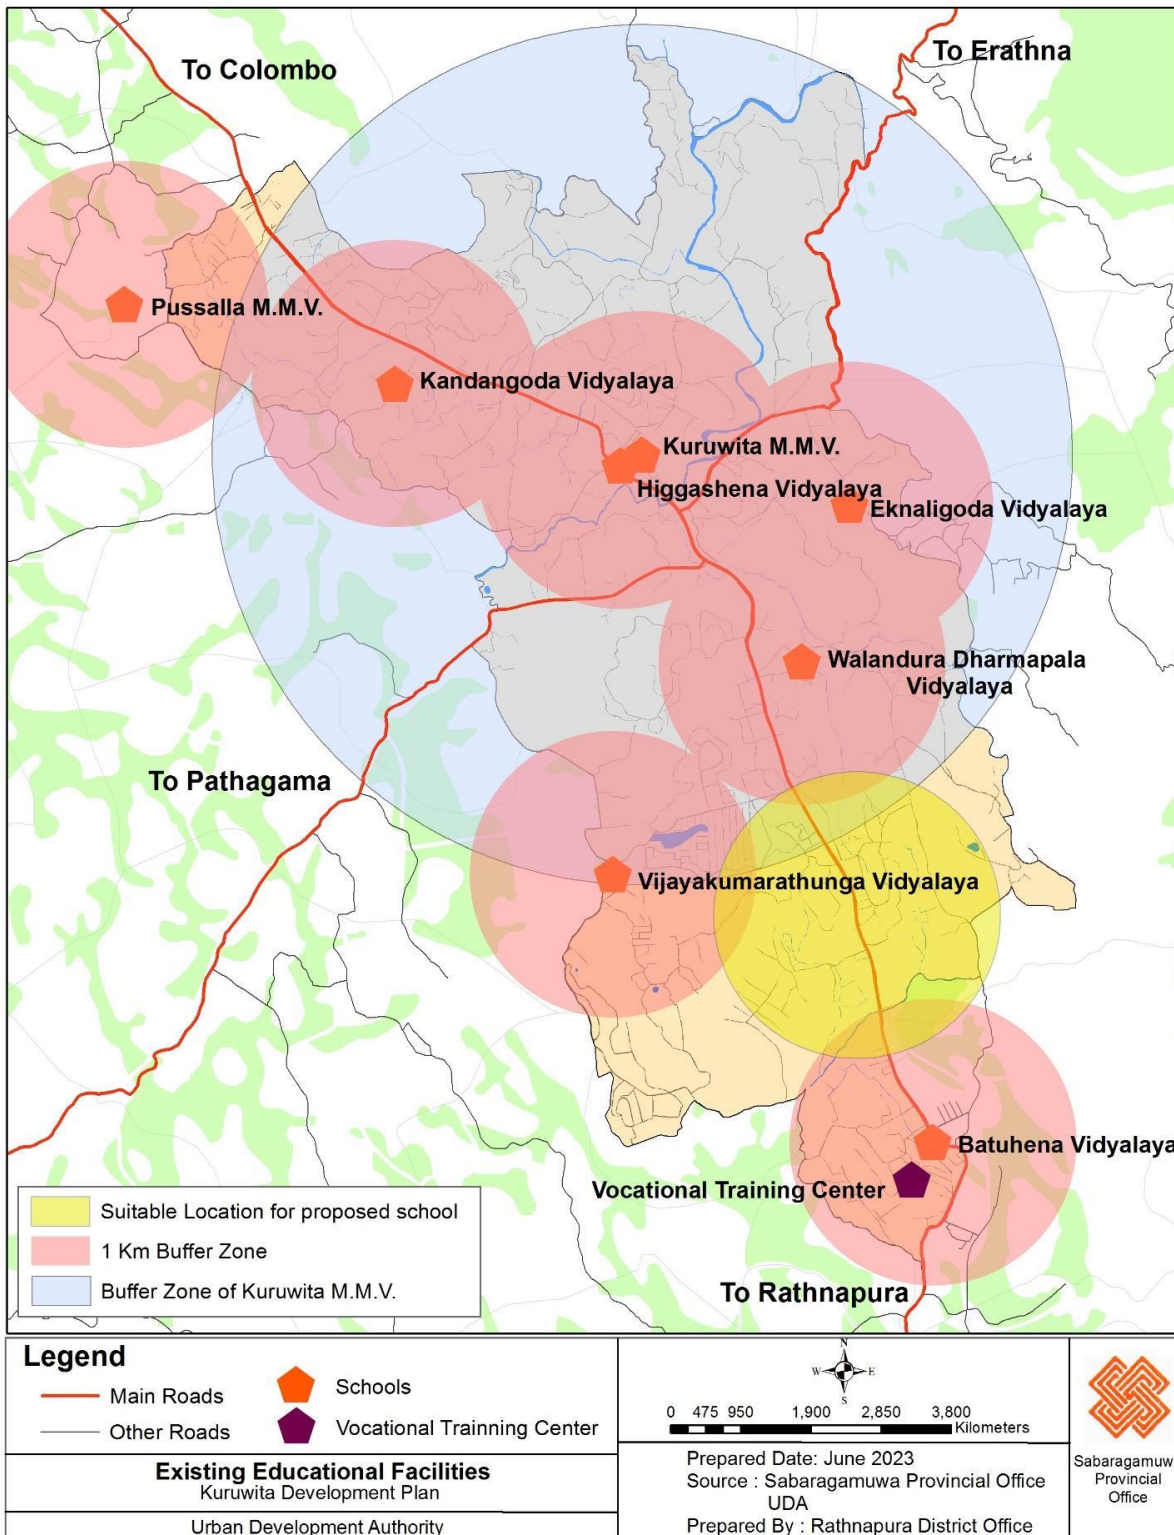 To Colombo
To Erathna
Pussalla M.M.V.
Kandangoda Vidyalaya
Kuruwita M.M.V.
Higgashena Vidyalaya
Eknaligoda Vidyalaya
Walandura Dharmapala
Vidyalaya
To Pathagama
Vijayakumarathunga Vidyalaya
Batuhena Vidyalaya
Vocational Training Center
To Rathnapura
Suitable Location for proposed school
1 Km Buffer Zone
Buffer Zone of Kuruwita M.M.V.
Legend
Main Roads
Other Roads
Schools
Vocational Trainning Center
Existing Educational Facilities
Kuruwita Development Plan
Urban Development Authority
N
W E
S
0 475 950 1,900 2,850 3,800
Kilometers
Prepared Date: June 2023
Source : Sabaragamuwa Provincial Office
UDA
Prepared By : Rathnapura District Office
Sabaragamuw
Provincial
Office